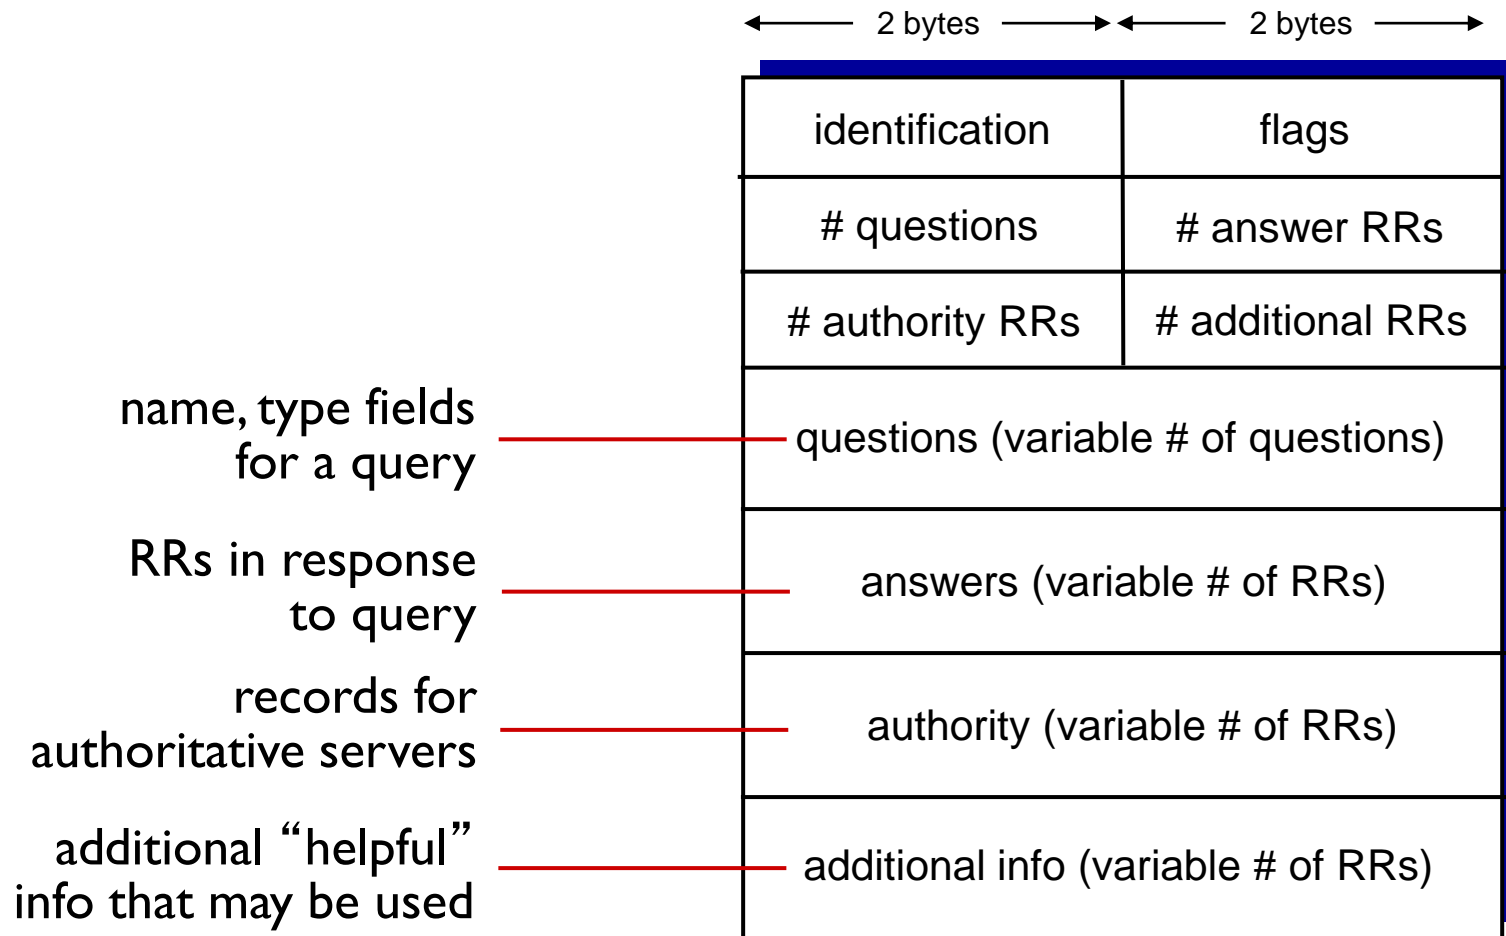 2 bytes 2 bytes
identification flags
# questions # answer RRs
# authority RRs # additional RRs
name, type fields
for a query
questions (variable # of questions)
RRs in response
to query
answers (variable # of RRs)
records for
authoritative servers
authority (variable # of RRs)
additional “helpful”
info that may be used
additional info (variable # of RRs)